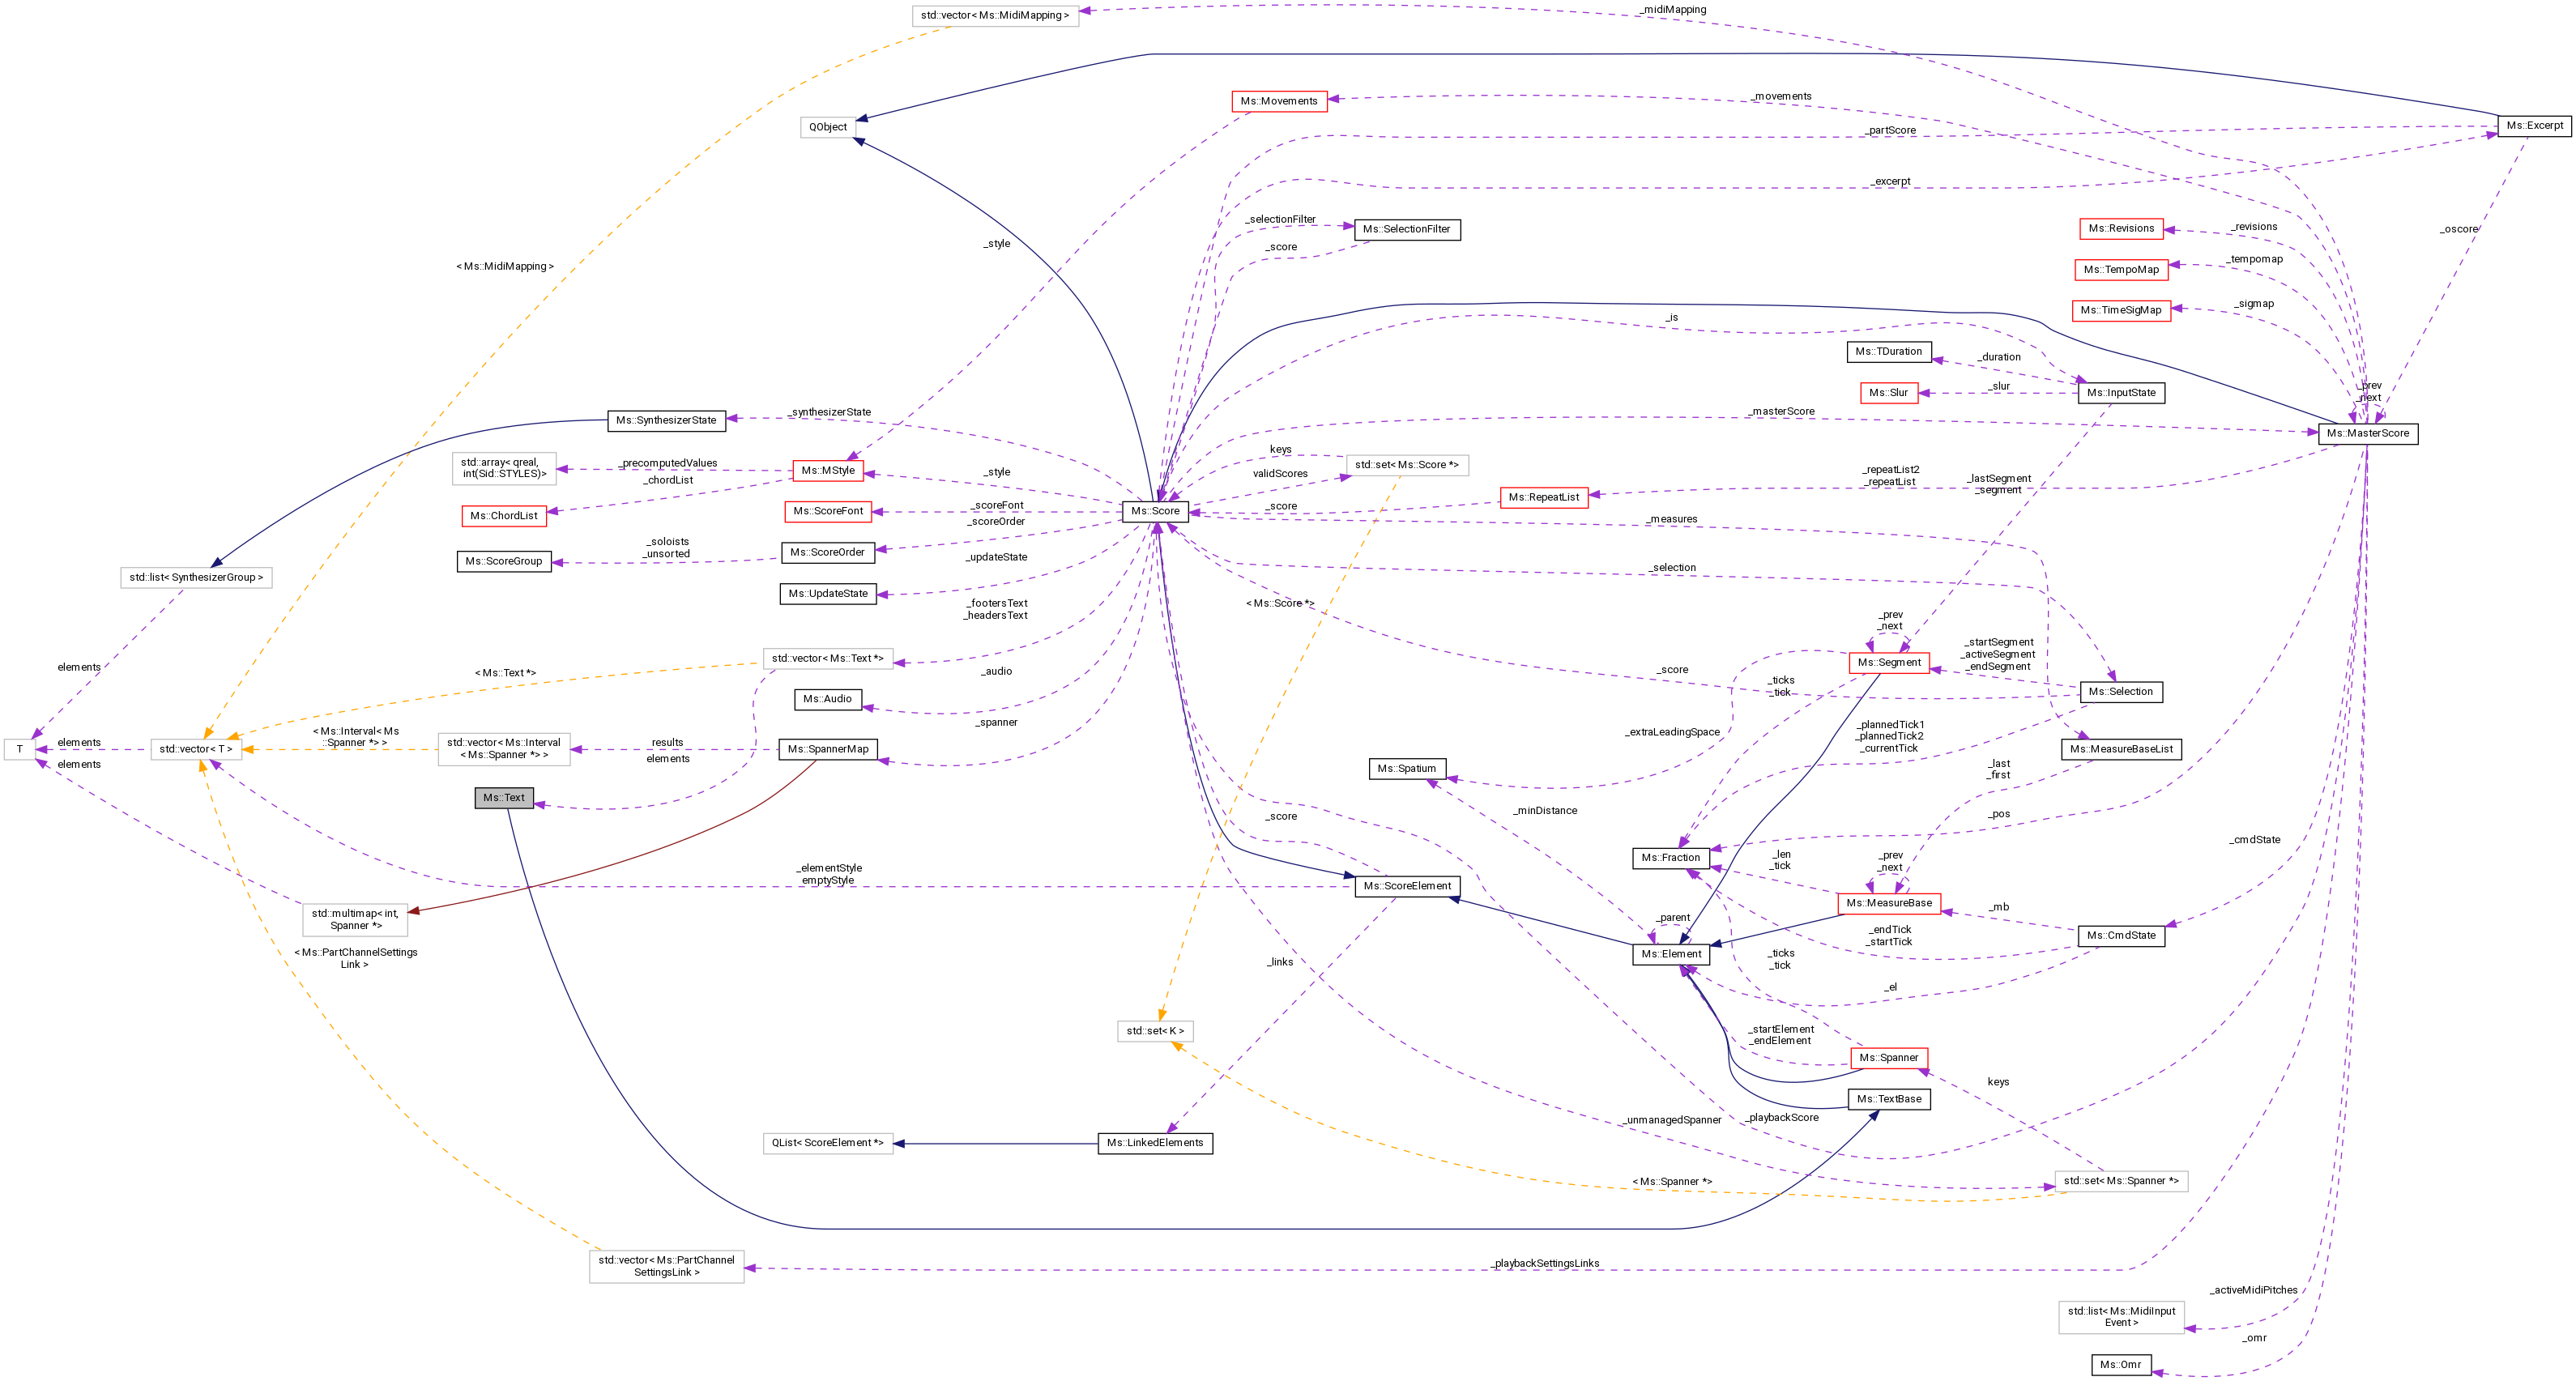 std::vector< Ms::MidiMapping >
_midiMapping
Ms::Movements
_movements
QObject
_partScore
Ms::Excerpt
_excerpt
_selectionFilter
Ms::SelectionFilter
_score
_style
Ms::Revisions
_revisions
_oscore
< Ms::MidiMapping >
Ms::TempoMap
_tempomap
Ms::TimeSigMap
_sigmap
_is
Ms::TDuration
_duration
Ms::Slur
_slur
Ms::InputState
_prev
_next
Ms::SynthesizerState
_synthesizerState
_masterScore
Ms::MasterScore
std::array< qreal,
int(Sid::STYLES)>
_precomputedValues
_chordList
Ms::MStyle
_style
keys
validScores
std::set< Ms::Score *>
_repeatList2
_repeatList
_lastSegment
_segment
Ms::ChordList
Ms::ScoreFont
_scoreFont
Ms::Score
_score
Ms::RepeatList
_scoreOrder
_measures
Ms::ScoreGroup
_soloists
_unsorted
Ms::ScoreOrder
_updateState
_selection
std::list< SynthesizerGroup >
Ms::UpdateState
_footersText
_headersText
< Ms::Score *>
_prev
_next
_startSegment
_activeSegment
_endSegment
elements
std::vector< Ms::Text *>
< Ms::Text *>
_audio
_score
Ms::Segment
_ticks
_tick
Ms::Selection
Ms::Audio
_spanner
_plannedTick1
_plannedTick2
_currentTick
_extraLeadingSpace
T
elements
elements
std::vector< T >
< Ms::Interval< Ms
::Spanner *> >
std::vector< Ms::Interval
< Ms::Spanner *> >
results
elements
Ms::SpannerMap
Ms::MeasureBaseList
_last
_first
Ms::Spatium
Ms::Text
_minDistance
_score
_pos
_cmdState
Ms::Fraction
_len
_tick
_prev
_next
_elementStyle
emptyStyle
Ms::ScoreElement
std::multimap< int,
Spanner *>
Ms::MeasureBase
_mb
_parent
_endTick
_startTick
Ms::CmdState
< Ms::PartChannelSettings
Link >
_links
Ms::Element
_ticks
_tick
_el
std::set< K >
_startElement
_endElement
Ms::Spanner
keys
Ms::TextBase
_unmanagedSpanner
_playbackScore
QList< ScoreElement *>
Ms::LinkedElements
< Ms::Spanner *>
std::set< Ms::Spanner *>
std::vector< Ms::PartChannel
SettingsLink >
_playbackSettingsLinks
_activeMidiPitches
std::list< Ms::MidiInput
Event >
_omr
Ms::Omr